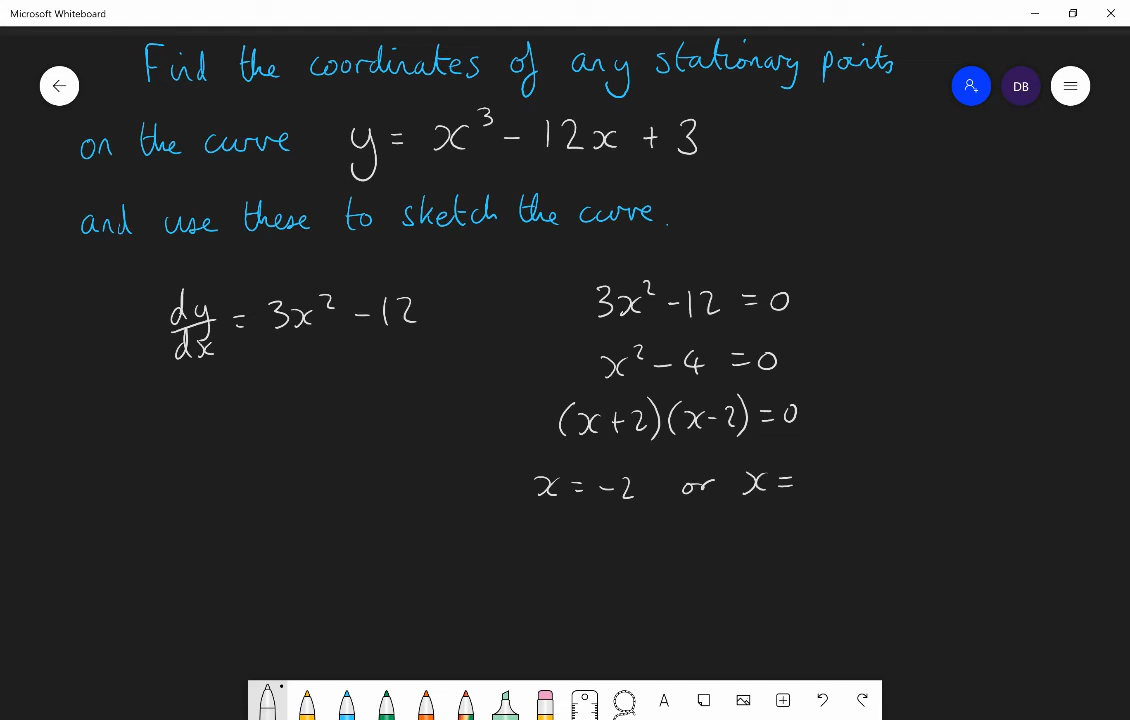 Microsoft Whiteboard
Find the coordinates of any stationary points
DB
on the curve y = x³ - 12x + 3
and use these to sketch the curve.
dy/dx = 3x² - 12
3x² - 12 = 0
x² - 4 = 0
(x + 2)(x - 2) = 0
x = -2 or x =
A